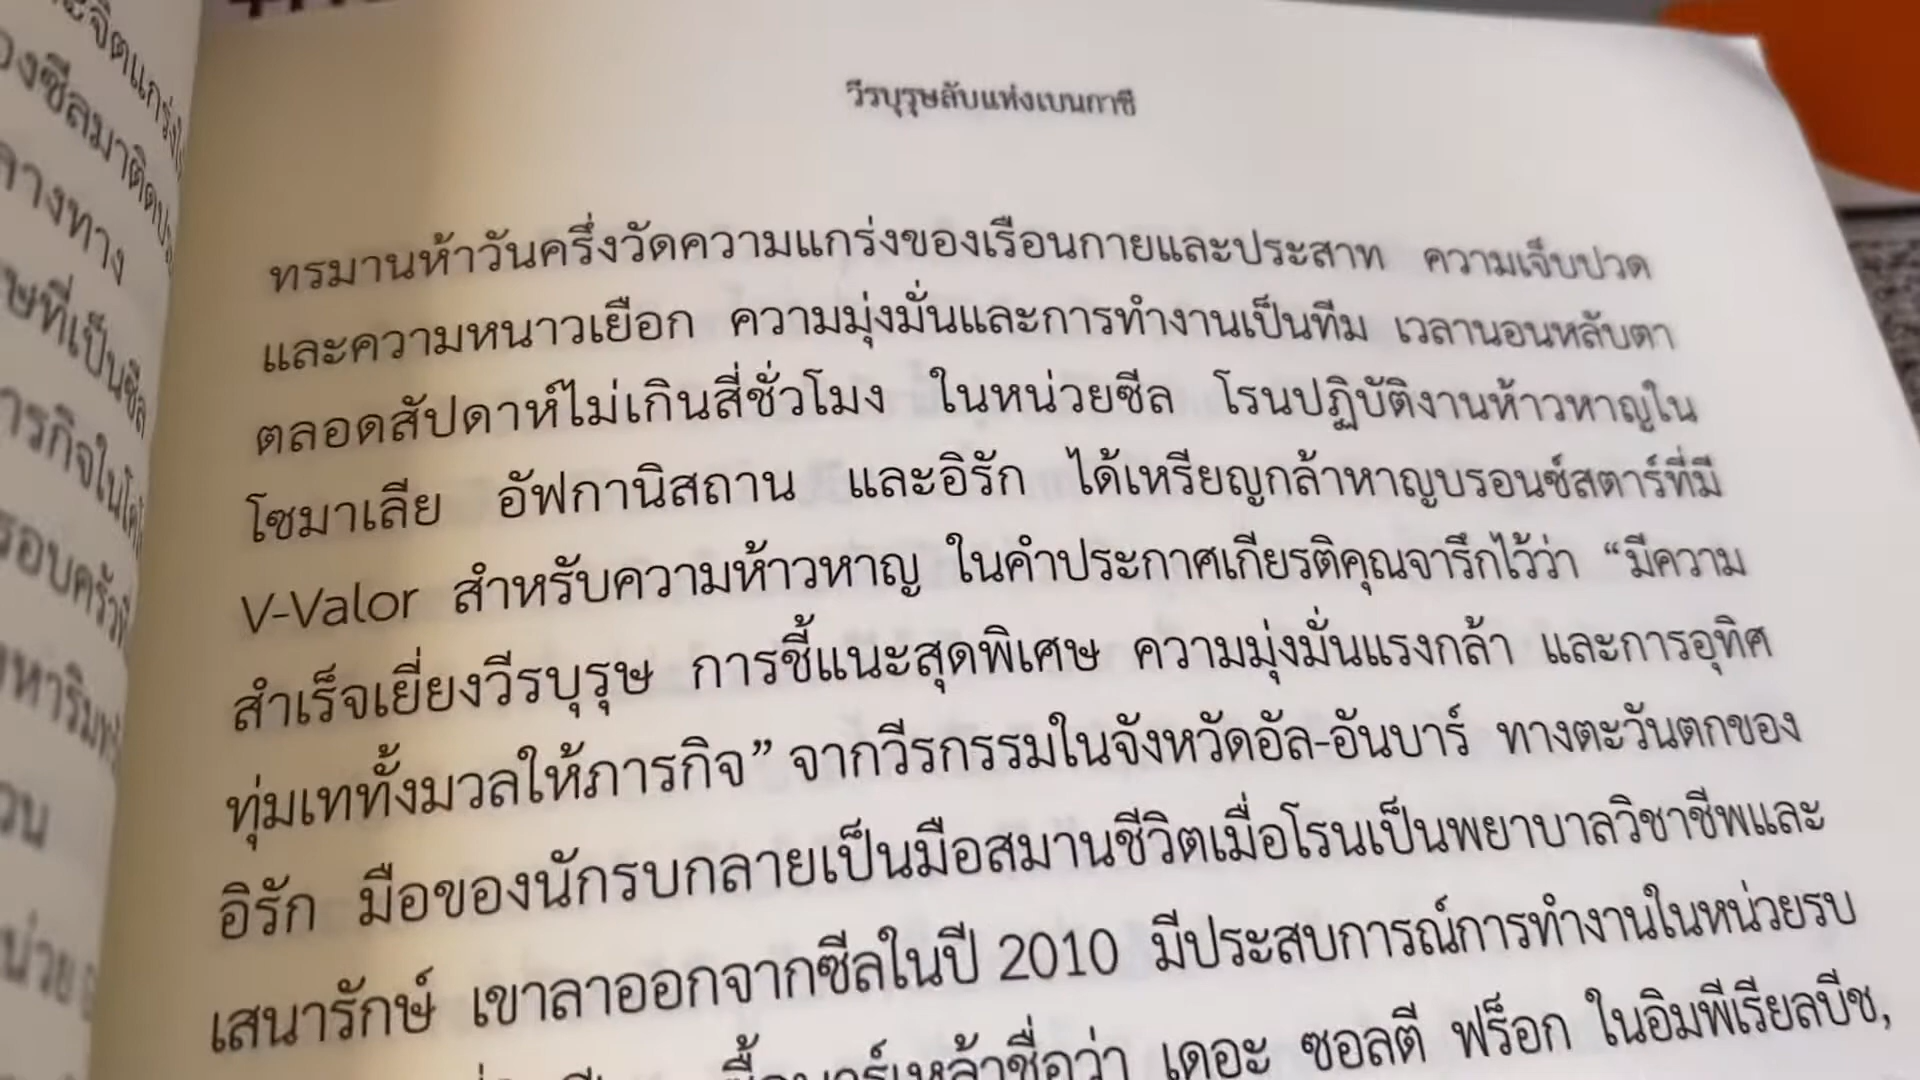 วีรบุรุษลับแห่งเบนกาซี
ทรมานห้าวันครึ่งวัดความแกร่งของเรือนกายและประสาท ความเจ็บปวด
และความหนาวเยือก ความมุ่งมั่นและการทำงานเป็นทีม เวลานอนหลับตา
ตลอดสัปดาห์ไม่เกินสี่ชั่วโมง ในหน่วยซีล โรนปฏิบัติงานห้าวหาญใน
โซมาเลีย อัฟกานิสถาน และอิรัก ได้เหรียญกล้าหาญบรอนซ์สตาร์ที่มี
V-Valor สำหรับความห้าวหาญ ในคำประกาศเกียรติคุณจารึกไว้ว่า “มีความ
สำเร็จเยี่ยงวีรบุรุษ การชี้แนะสุดพิเศษ ความมุ่งมั่นแรงกล้า และการอุทิศ
ทุ่มเททั้งมวลให้ภารกิจ” จากวีรกรรมในจังหวัดอัล-อันบาร์ ทางตะวันตกของ
อิรัก มือของนักรบกลายเป็นมือสมานชีวิตเมื่อโรนเป็นพยาบาลวิชาชีพและ
เสนารักษ์ เขาลาออกจากซีลในปี 2010 มีประสบการณ์การทำงานในหน่วยรบ
เดอะ ซอลตี ฟร็อก ในอิมพีเรียลบีช,